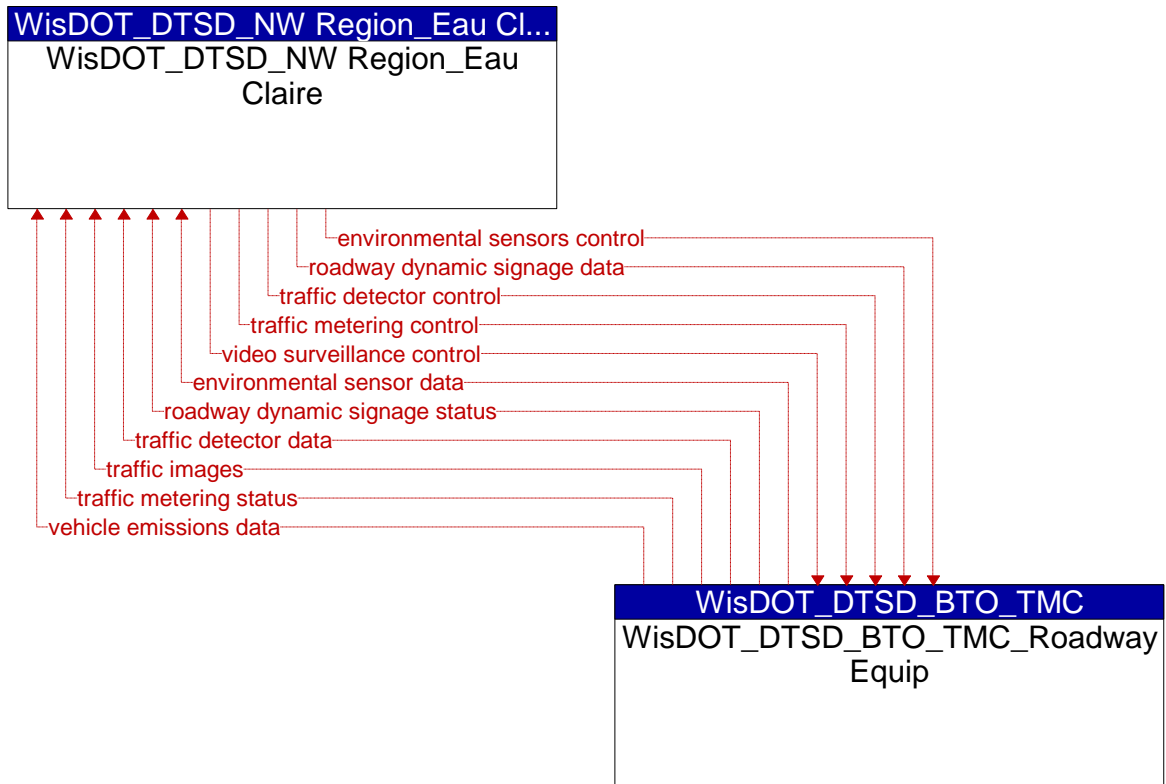 WisDOT_DTSD_NW Region_Eau Cl...
WisDOT_DTSD_NW Region_Eau
Claire
environmental sensors control
roadway dynamic signage data
traffic detector control
traffic metering control
video surveillance control
environmental sensor data
roadway dynamic signage status
traffic detector data
traffic images
traffic metering status
vehicle emissions data
WisDOT_DTSD_BTO_TMC
WisDOT_DTSD_BTO_TMC_Roadway
Equip